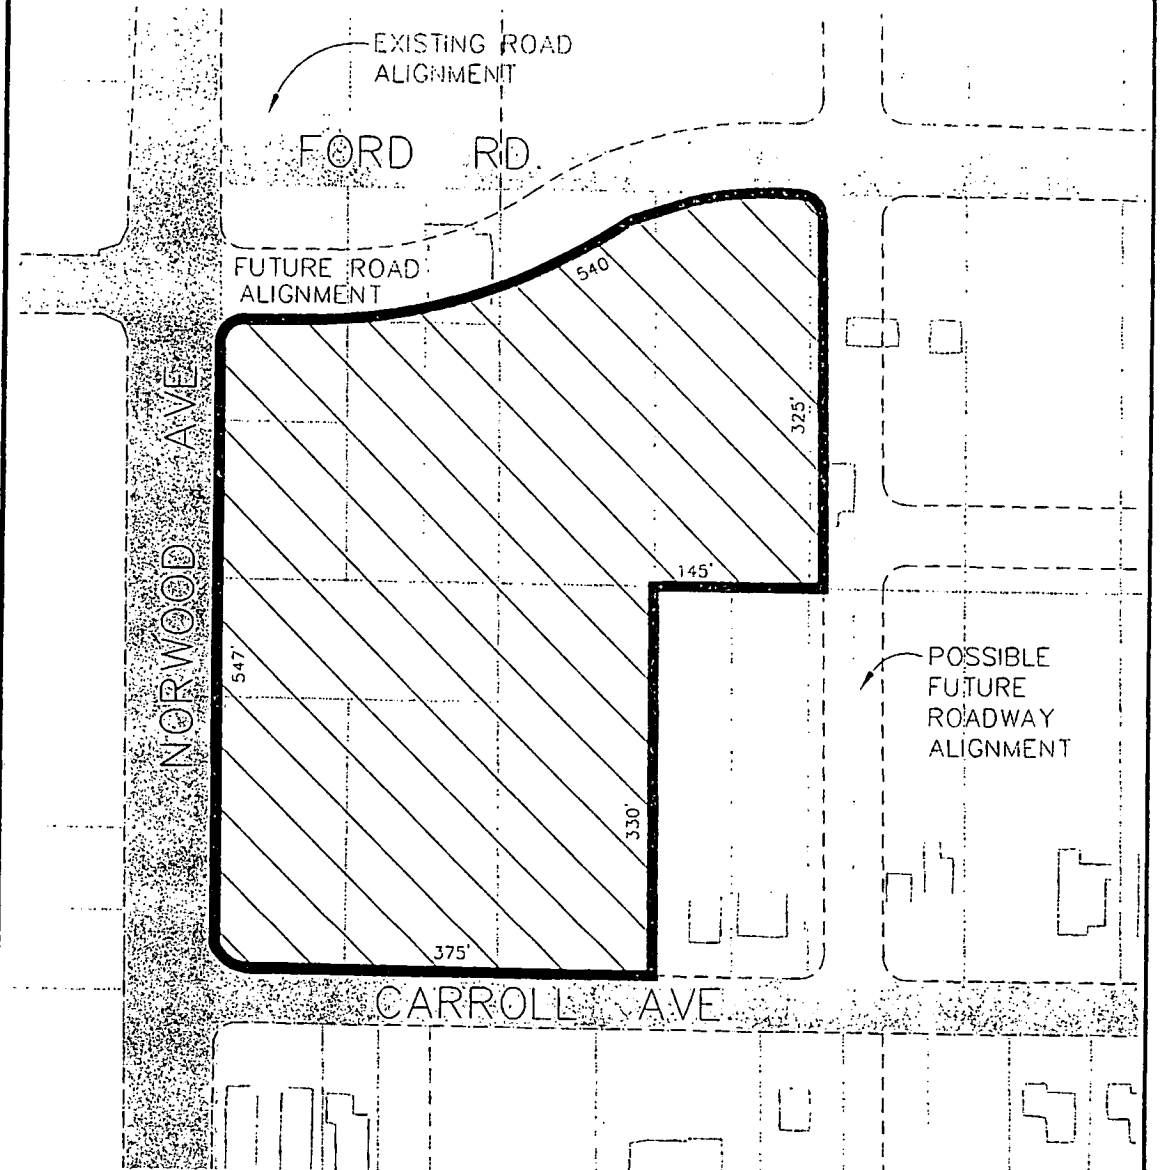 EXISTING ROAD
ALIGNMENT
FORD RD.
FUTURE ROAD
ALIGNMENT
540
325'
NORWOOD AVE
145'
547'
POSSIBLE
FUTURE
ROADWAY
ALIGNMENT
330'
375'
CARROLL AVE